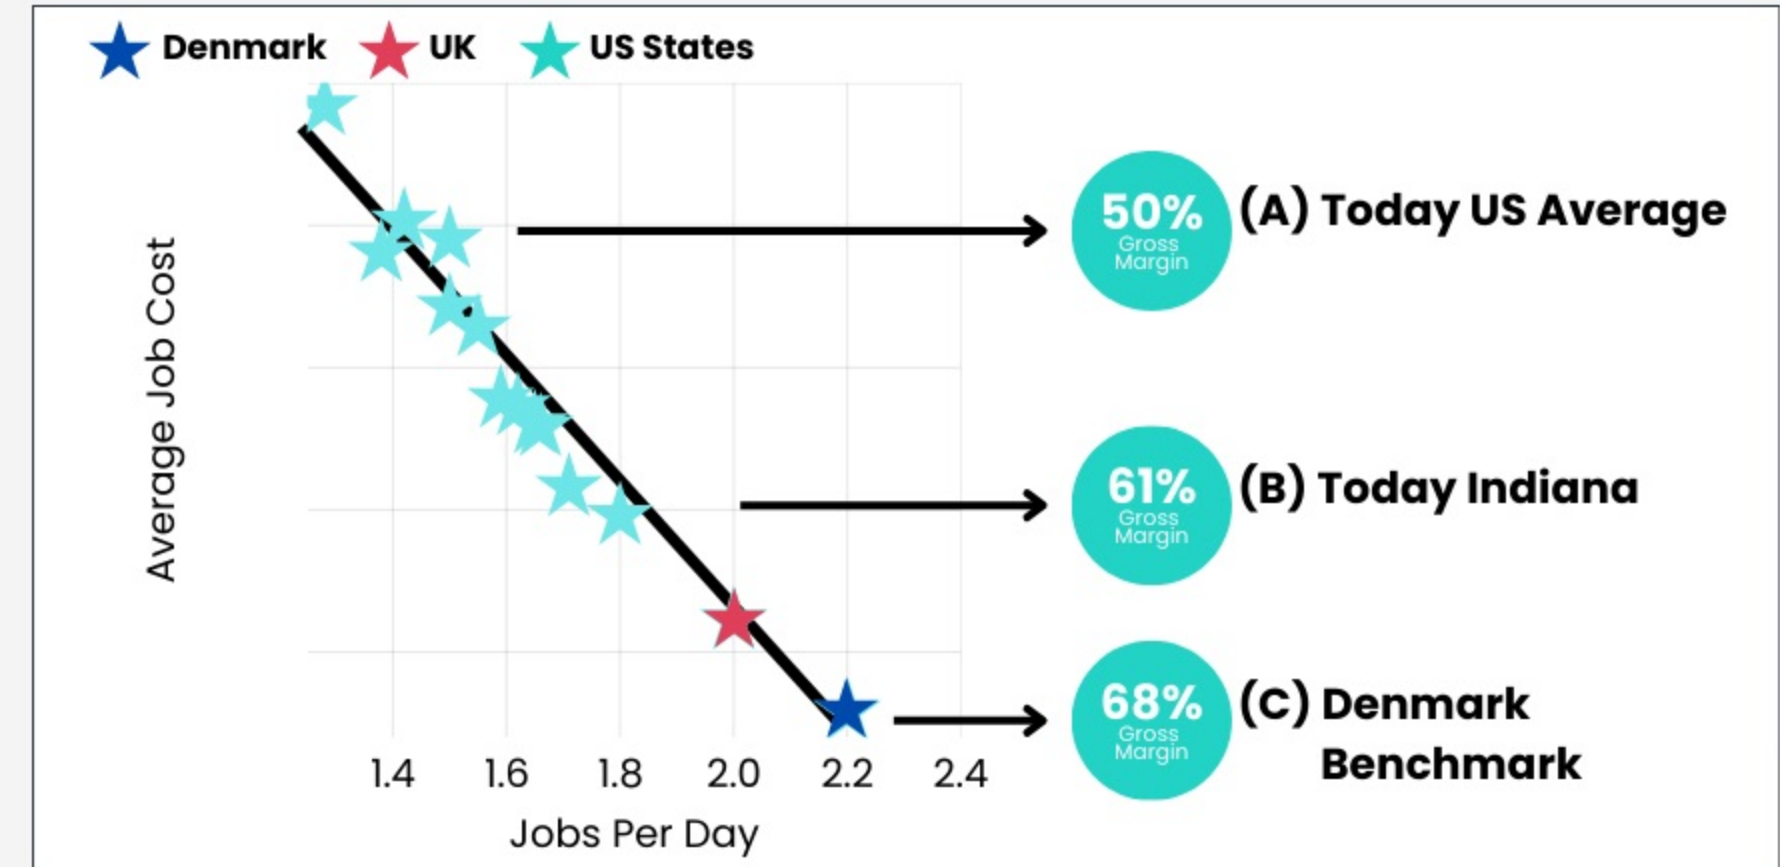 Denmark UK US States
Average Job Cost
50%
Gross
Margin
(A) Today US Average
61%
Gross
Margin
(B) Today Indiana
68%
Gross
Margin
(C) Denmark
Benchmark
1.4 1.6 1.8 2.0 2.2 2.4
Jobs Per Day